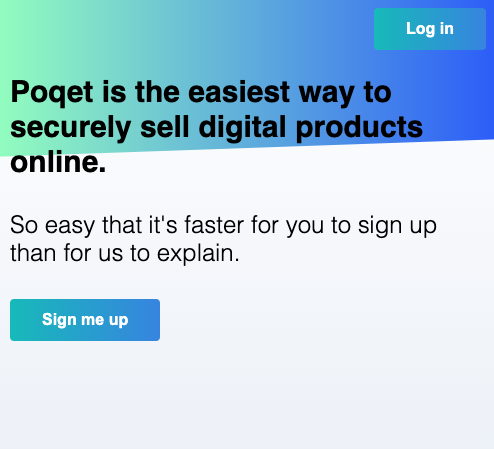 Log in
Poqet is the easiest way to
securely sell digital products
online.
So easy that it's faster for you to sign up
than for us to explain.
Sign me up